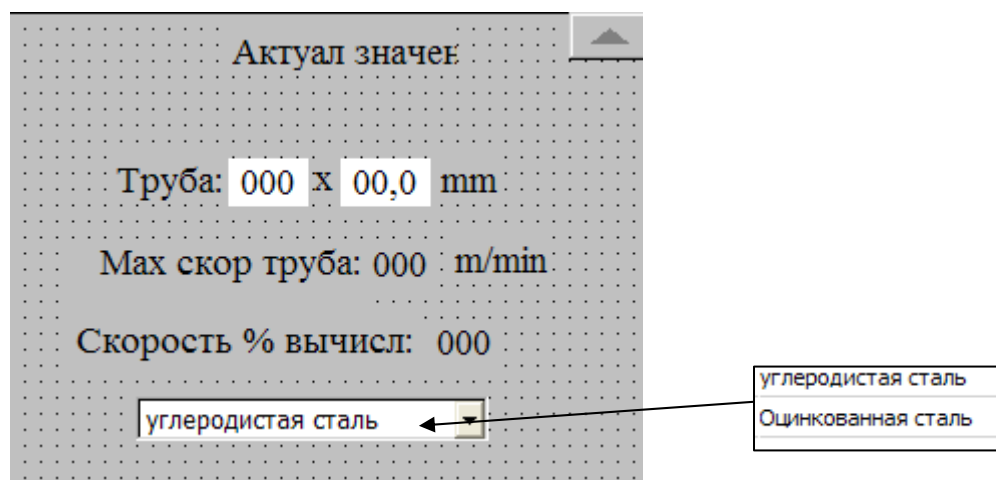 Актуал значен
Труба: 000 x 00,0 mm
Мах скор труба: 000 m/min
Скорость % вычисл: 000
углеродистая сталь
углеродистая сталь
Оцинкованная сталь